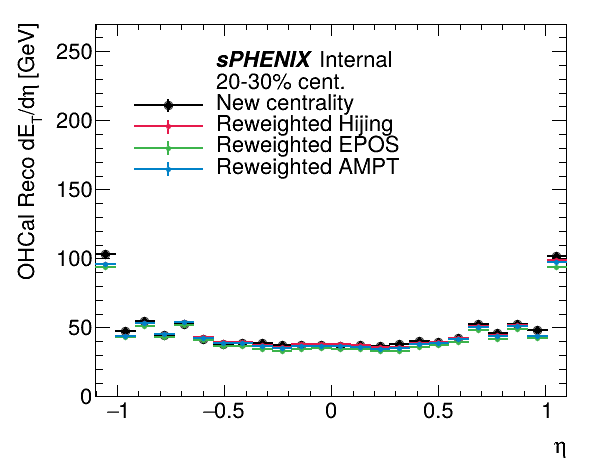 OHCal Reco dE_T/dη [GeV]
250
200
150
100
50
0
sPHENIX Internal
20-30% cent.
New centrality
Reweighted Hijing
Reweighted EPOS
Reweighted AMPT
−1 −0.5 0 0.5 1
η